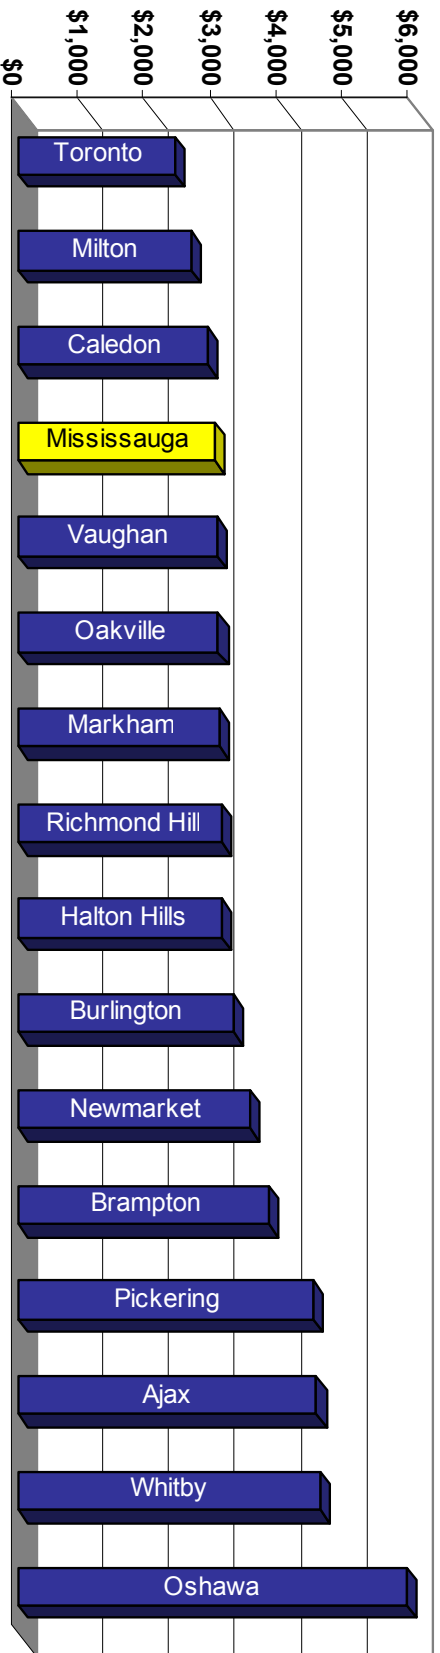 $6,000
$5,000
$4,000
$3,000
$2,000
$1,000
$0
Toronto
Milton
Caledon
Mississauga
Vaughan
Oakville
Markham
Richmond Hill
Halton Hills
Burlington
Newmarket
Brampton
Pickering
Ajax
Whitby
Oshawa